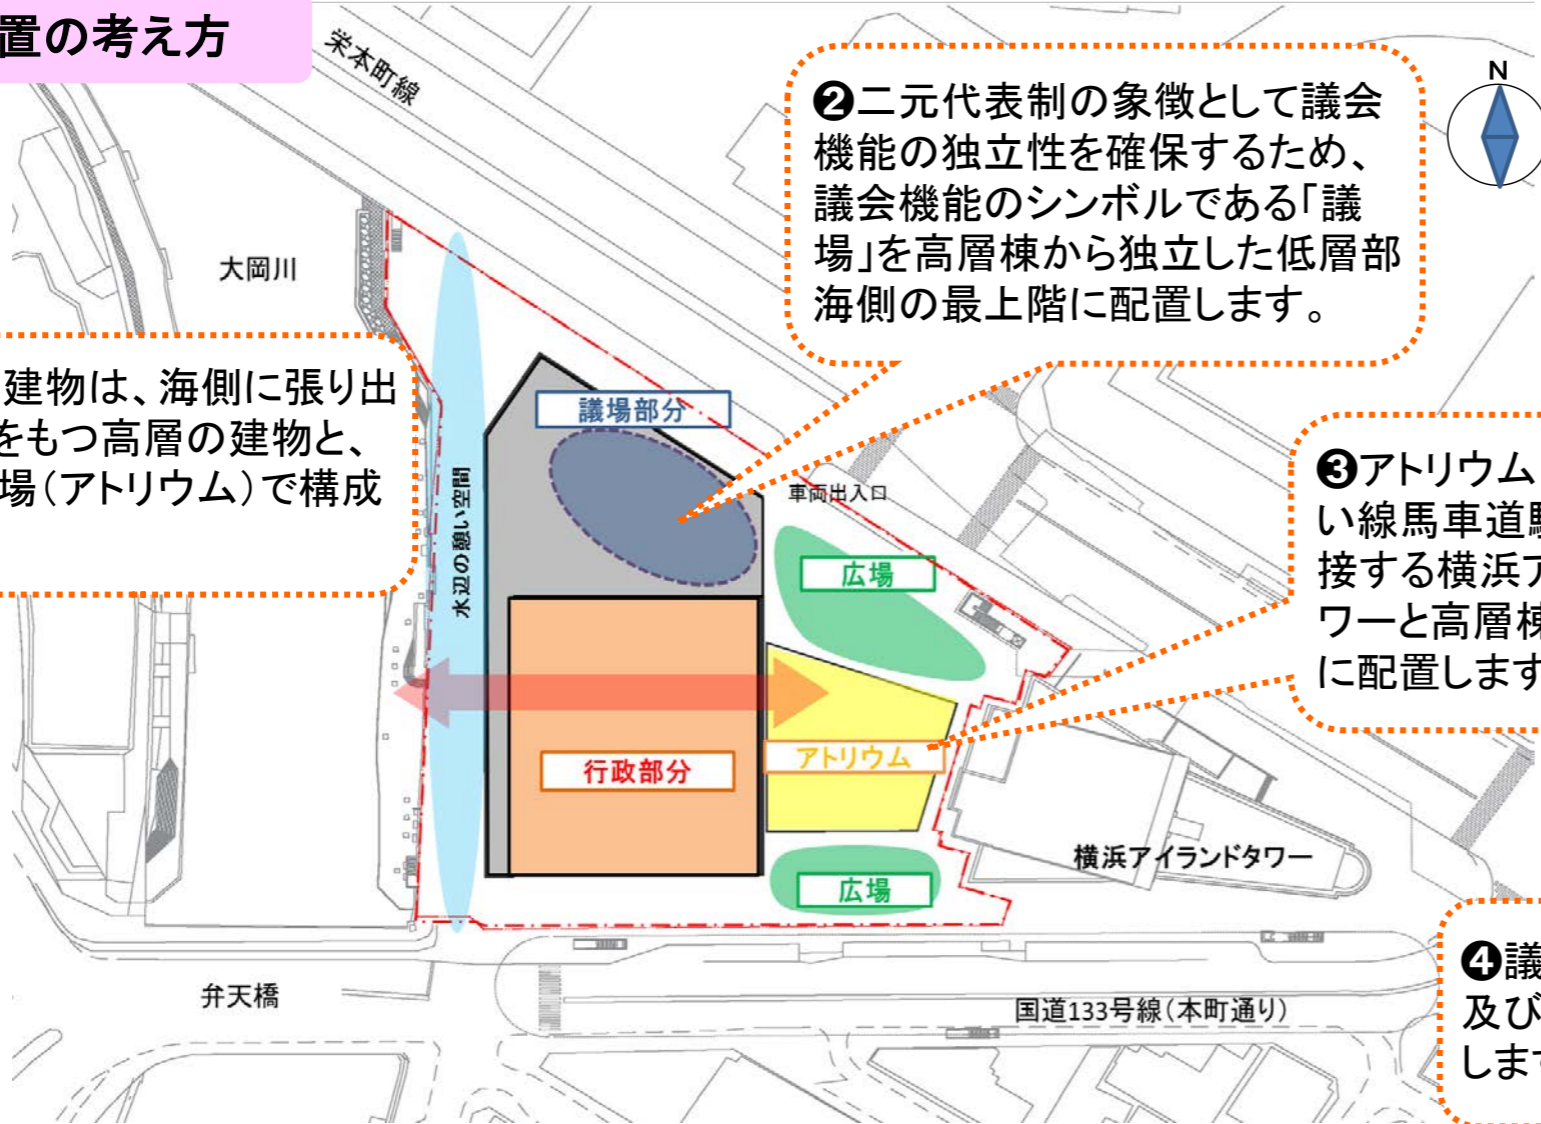 置の考え方
栄本町線
N
❷二元代表制の象徴として議会
機能の独立性を確保するため、
議会機能のシンボルである「議
場」を高層棟から独立した低層部
海側の最上階に配置します。
大岡川
建物は、海側に張り出
をもつ高層の建物と、
場（アトリウム）で構成
議場部分
水辺の憩い空間
車両出入口
広場
❸アトリウム
い線馬車道駅
接する横浜ア
ワーと高層棟
に配置します
行政部分
アトリウム
広場
横浜アイランドタワー
❹議
及び
します
弁天橋
国道133号線（本町通り）